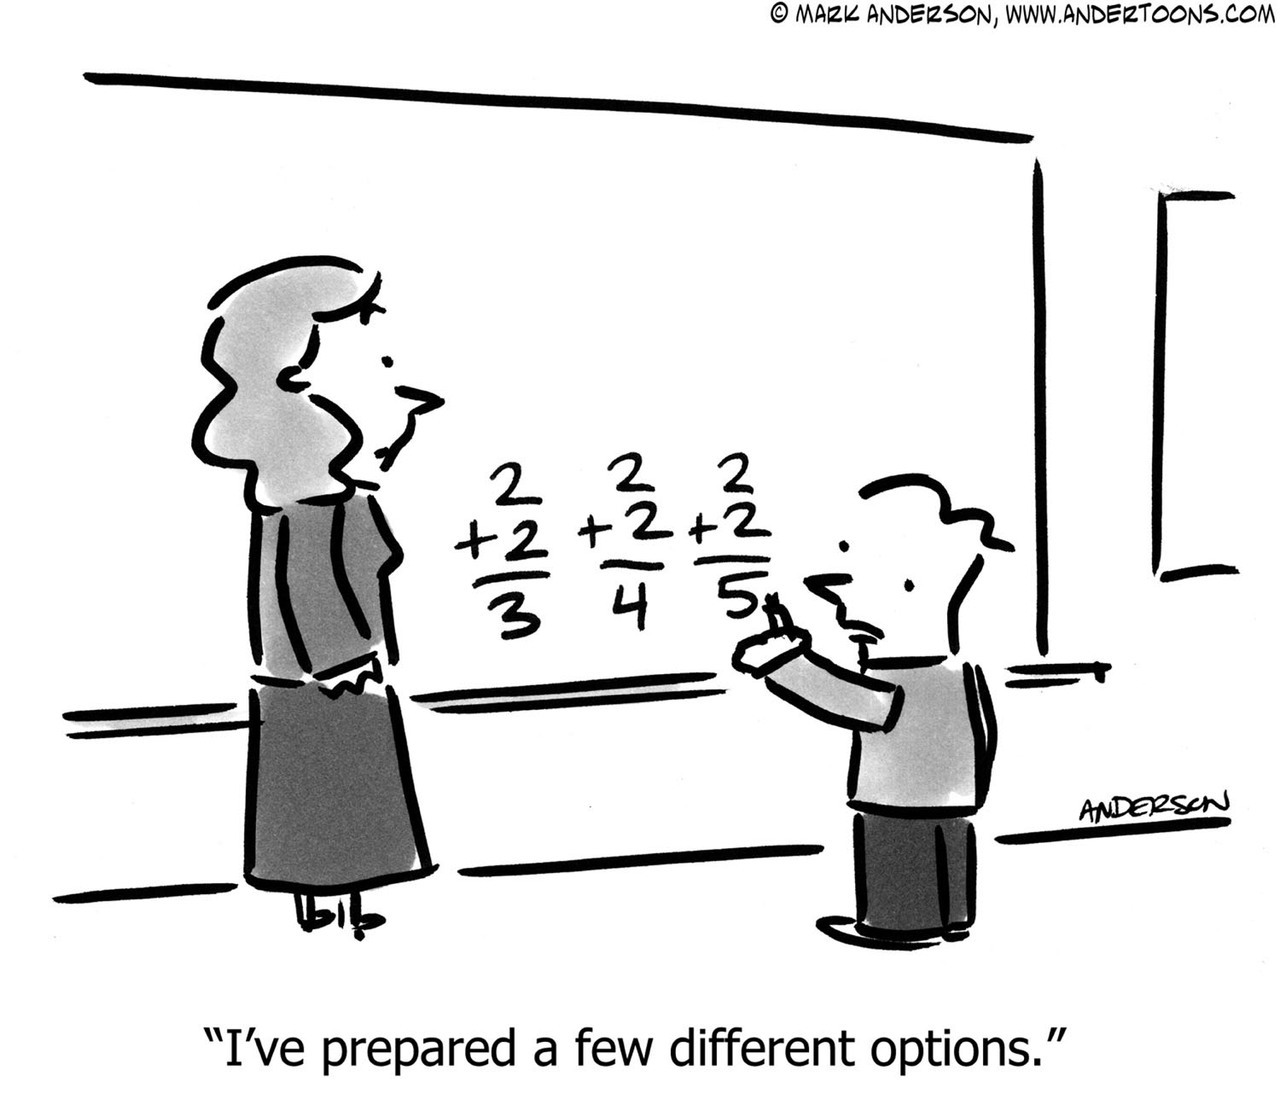 © MARK ANDERSON, WWW.ANDERTOONS.COM
2 2 2
+2 +2 +2
3 4 5
ANDERSON
“I’ve prepared a few different options.”